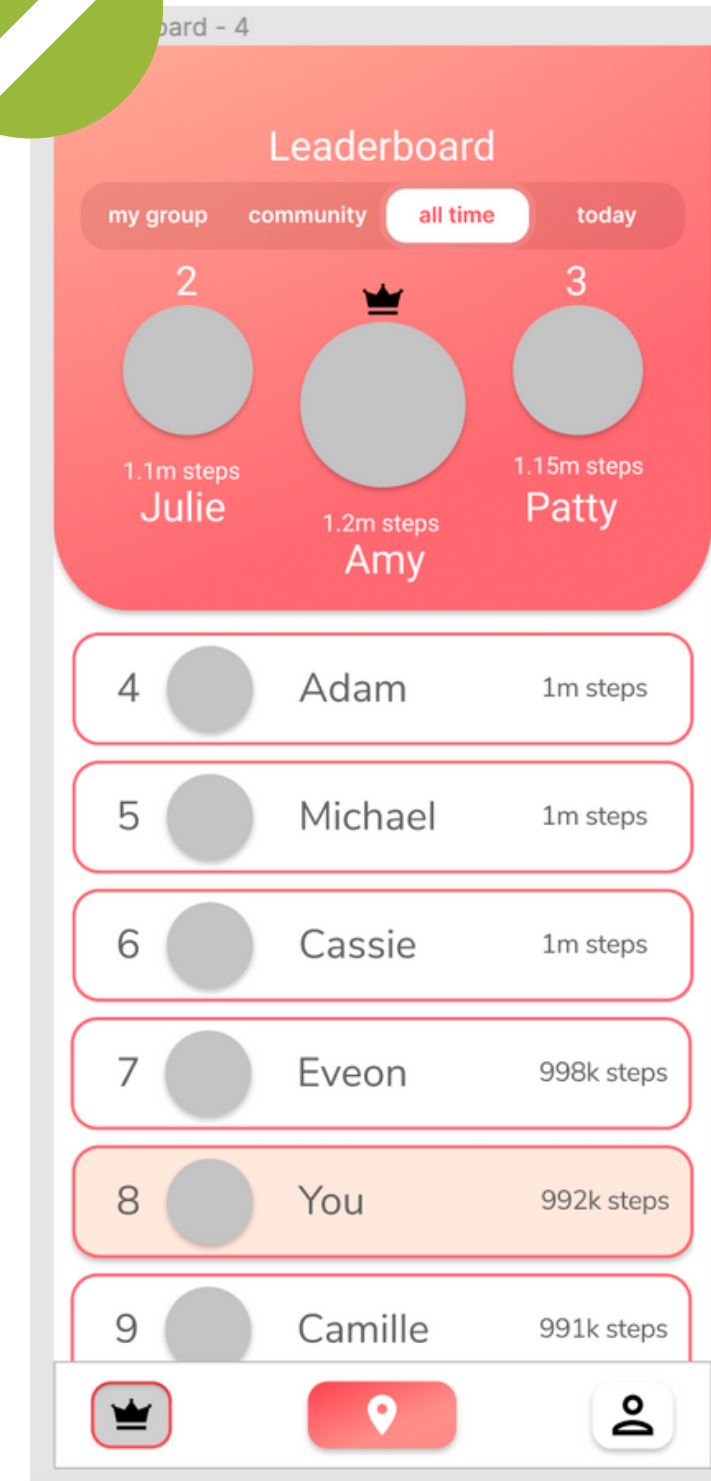 board - 4
Leaderboard
my group community all time today
2
3
1.1m steps
Julie
1.2m steps
Amy
1.15m steps
Patty
4 Adam 1m steps
5 Michael 1m steps
6 Cassie 1m steps
7 Eveon 998k steps
8 You 992k steps
9 Camille 991k steps